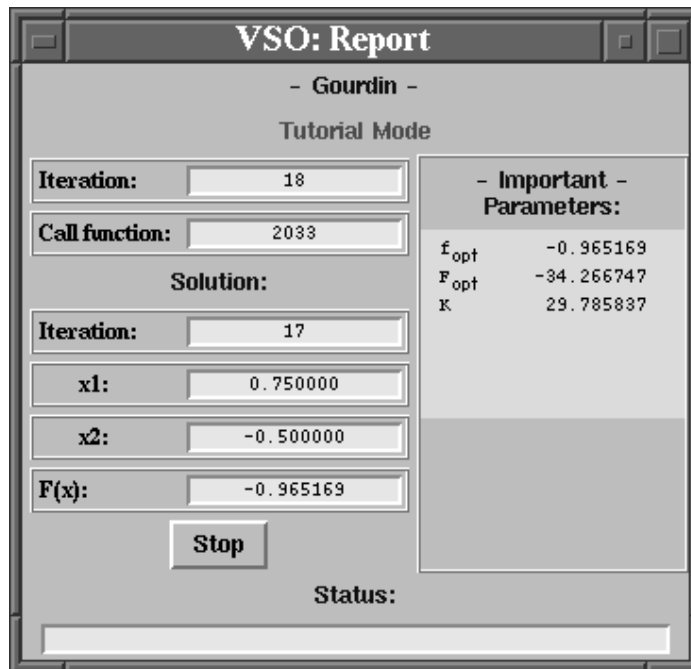 VSO: Report
- Gourdin -
Tutorial Mode
Iteration: 18
Call function: 2033
Solution:
Iteration: 17
x1: 0.750000
x2: -0.500000
F(x): -0.965169
Stop
- Important -
Parameters:
fopt -0.965169
Fopt -34.266747
K 29.785837
Status: